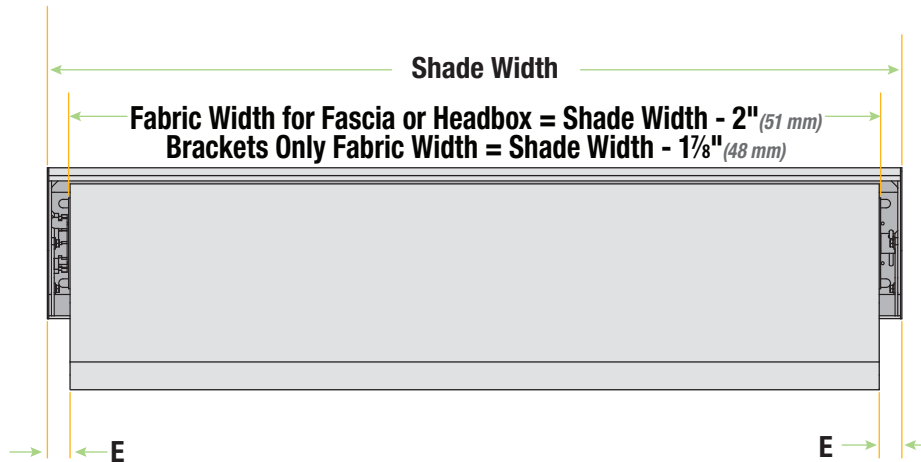 Shade Width
Fabric Width for Fascia or Headbox = Shade Width - 2" (51 mm)
Brackets Only Fabric Width = Shade Width - 1⅞" (48 mm)
E
E